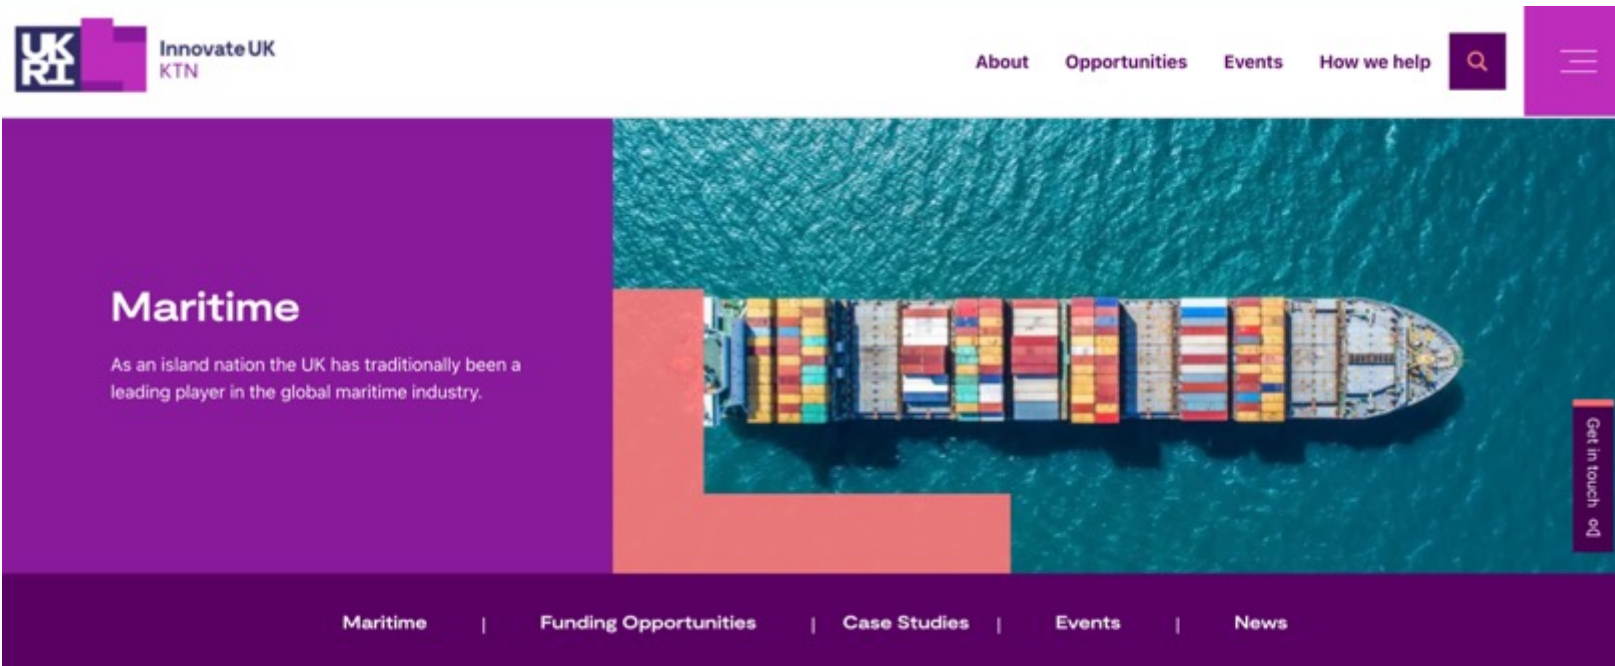 UK
RI
Innovate UK
KTN
About
Opportunities
Events
How we help
Maritime
As an island nation the UK has traditionally been a
leading player in the global maritime industry.
Get in touch
Maritime | Funding Opportunities | Case Studies | Events | News